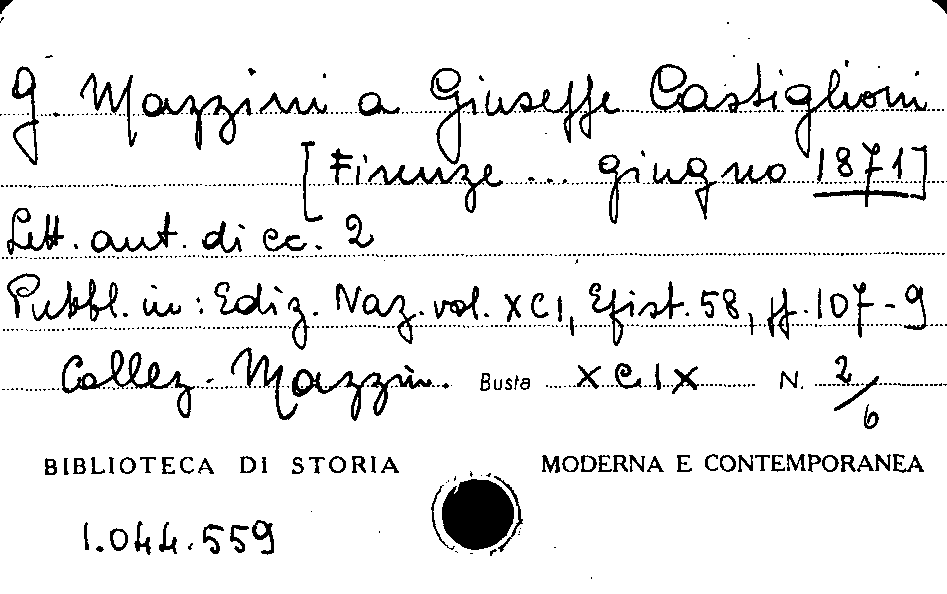 G. Mazzini a Giuseppe Castiglioni
[Firenze ... giugno 1871]
Lett. aut. di cc. 2
Pubbl. in: Ediz. Naz. vol. XCI, Epist. 58, pp. 107-9
Collez. Mazzin. Busta XCIX N. 2/6
BIBLIOTECA DI STORIA MODERNA E CONTEMPORANEA
1.044.559